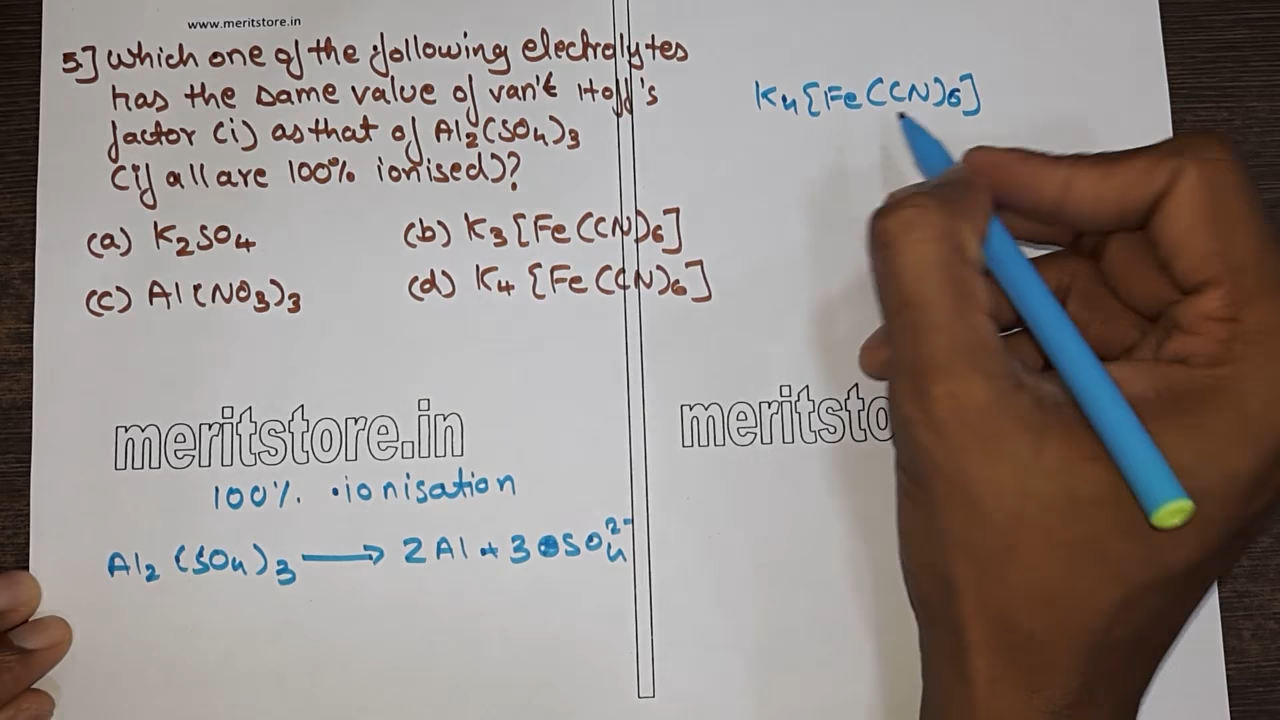 www.meritstore.in
5.] Which one of the following electrolytes
has the same value of van't Hoff's
factor (i) as that of Al₂(SO₄)₃
(if all are 100% ionised)?
(a) K₂SO₄ (b) K₃[Fe(CN)₆]
(c) Al(NO₃)₃ (d) K₄[Fe(CN)₆]
K₄[Fe(CN)₆]
meritstore.in
meritsto
100% ionisation
Al₂(SO₄)₃ → 2Al + 3SO₄²⁻